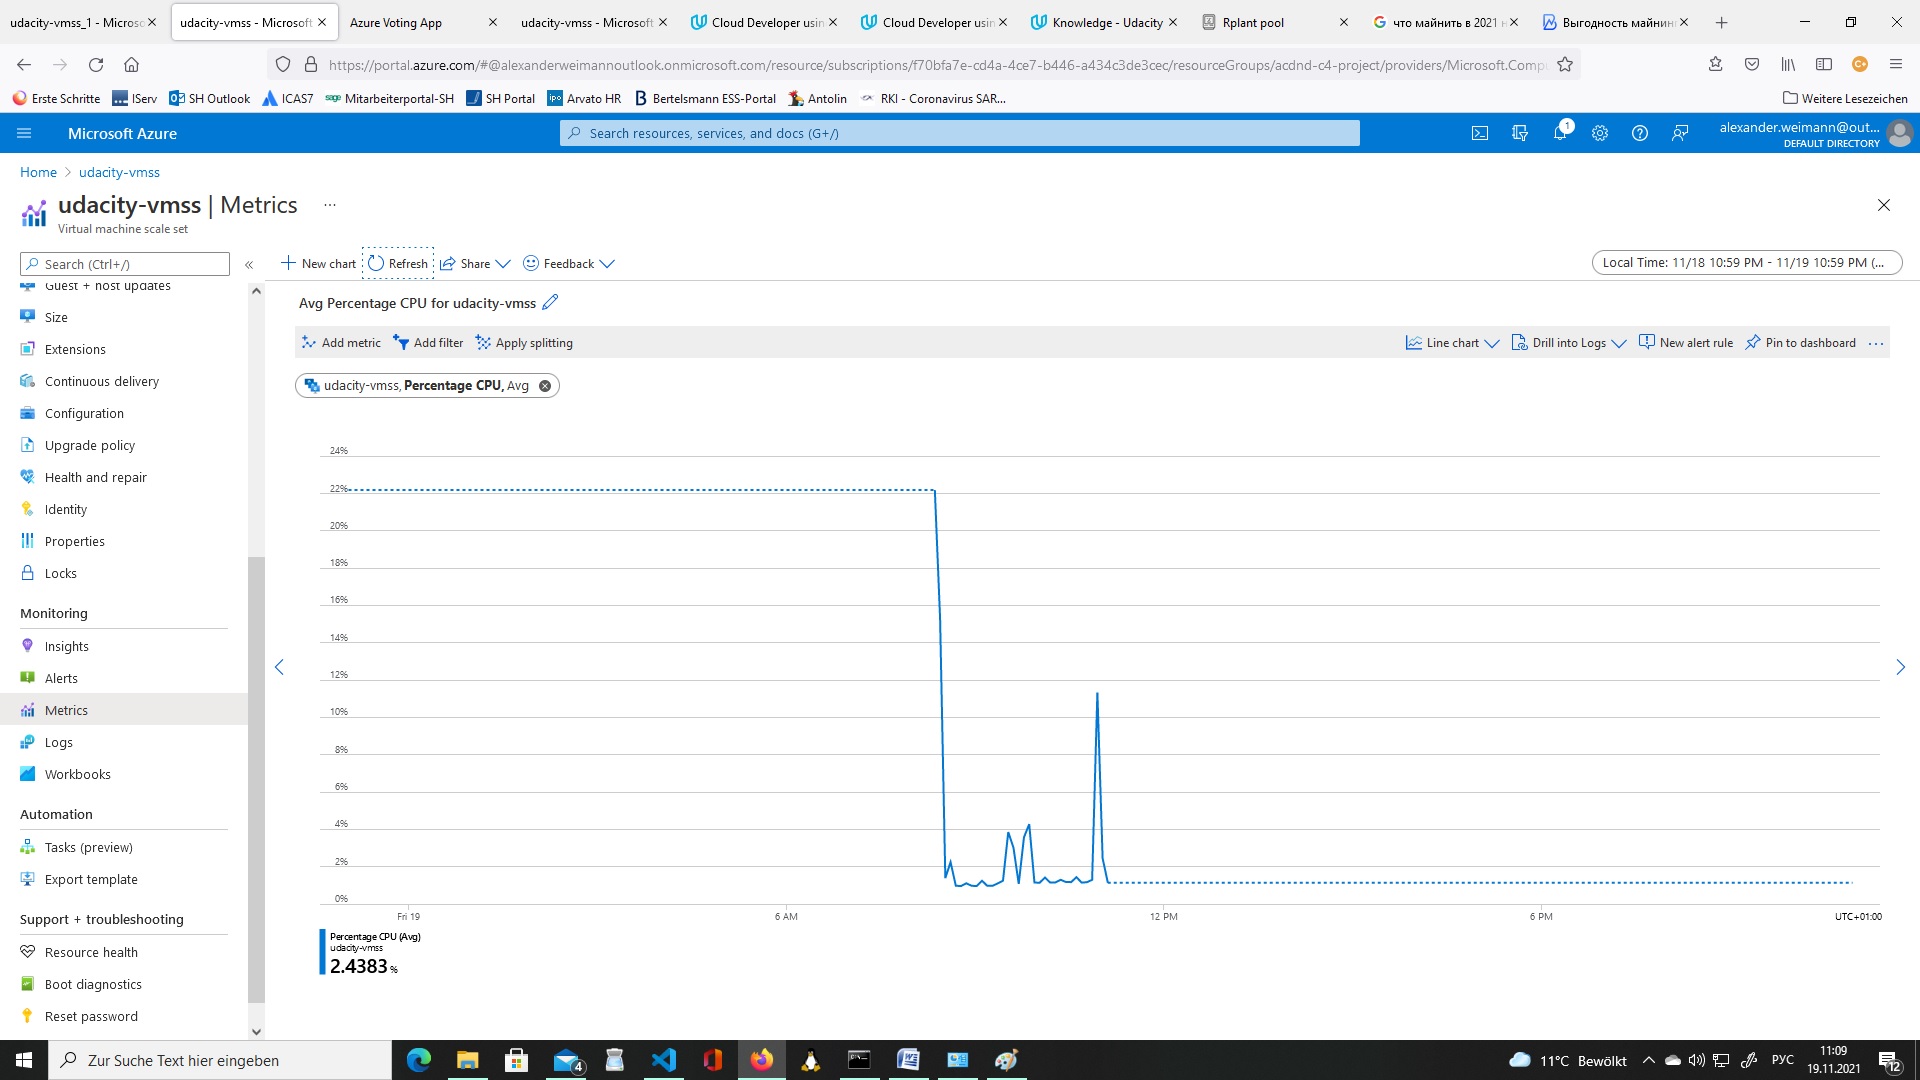 udacity-vmss_1 - Microso
udacity-vmss - Microsoft
Azure Voting App
udacity-vmss - Microsoft
Cloud Developer usin
Cloud Developer usin
Knowledge - Udacity
Rplant pool
что майнить в 2021 н
Выгодность майнин
https://portal.azure.com/#@alexanderweimannoutlook.onmicrosoft.com/resource/subscriptions/f70bfa7e-cd4a-4ce7-b446-a434c3de3cec/resourceGroups/acdnd-c4-project/providers/Microsoft.Compu
C+
Erste Schritte
IServ
SH Outlook
ICAS7
Mitarbeiterportal-SH
SH Portal
Arvato HR
Bertelsmann ESS-Portal
Antolin
RKI - Coronavirus SAR...
Weitere Lesezeichen
Microsoft Azure
Search resources, services, and docs (G+/)
1
alexander.weimann@out...
DEFAULT DIRECTORY
Home > udacity-vmss
udacity-vmss | Metrics ...
Virtual machine scale set
Search (Ctrl+/)
«
New chart
Refresh
Share
Feedback
Local Time: 11/18 10:59 PM - 11/19 10:59 PM (...
Guest + host updates
Size
Extensions
Continuous delivery
Configuration
Upgrade policy
Health and repair
Identity
Properties
Locks
Monitoring
Insights
Alerts
Metrics
Logs
Workbooks
Automation
Tasks (preview)
Export template
Support + troubleshooting
Resource health
Boot diagnostics
Reset password
Avg Percentage CPU for udacity-vmss
Add metric
Add filter
Apply splitting
Line chart
Drill into Logs
New alert rule
Pin to dashboard
...
udacity-vmss, Percentage CPU, Avg
24%
22%
20%
18%
16%
14%
12%
10%
8%
6%
4%
2%
0%
Fri 19
6 AM
12 PM
6 PM
UTC+01:00
Percentage CPU (Avg)
udacity-vmss
2.4383 %
Zur Suche Text hier eingeben
4
11°C Bewölkt
РУС
11:09
19.11.2021
12